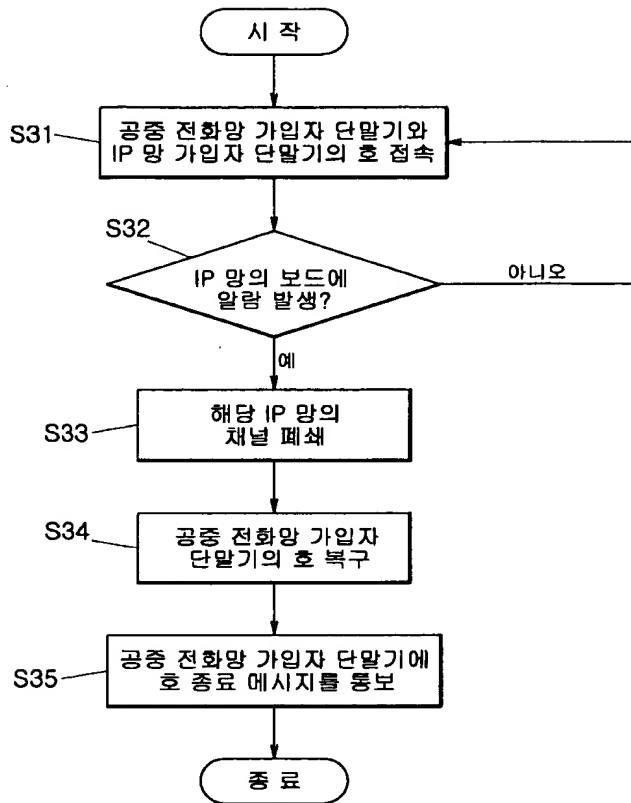 시 작
S31
공중 전화망 가입자 단말기와
IP 망 가입자 단말기의 호 접속
S32
IP 망의 보드에
알람 발생?
아니오
예
S33
해당 IP 망의
채널 폐쇄
S34
공중 전화망 가입자
단말기의 호 복구
S35
공중 전화망 가입자 단말기에
호 종료 메시지를 통보
종 료